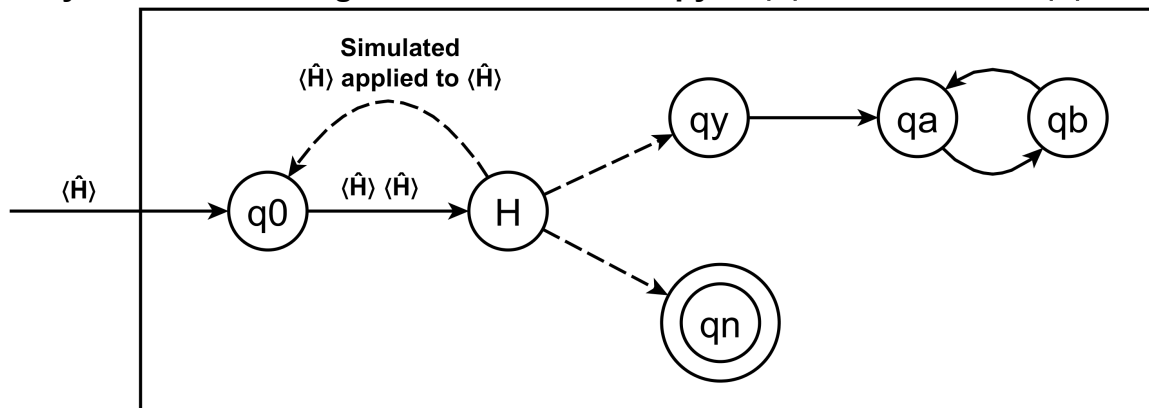 Simulated
⟨Ĥ⟩ applied to ⟨Ĥ⟩
qy
qa
qb
⟨Ĥ⟩
⟨Ĥ⟩ ⟨Ĥ⟩
q0
H
qn